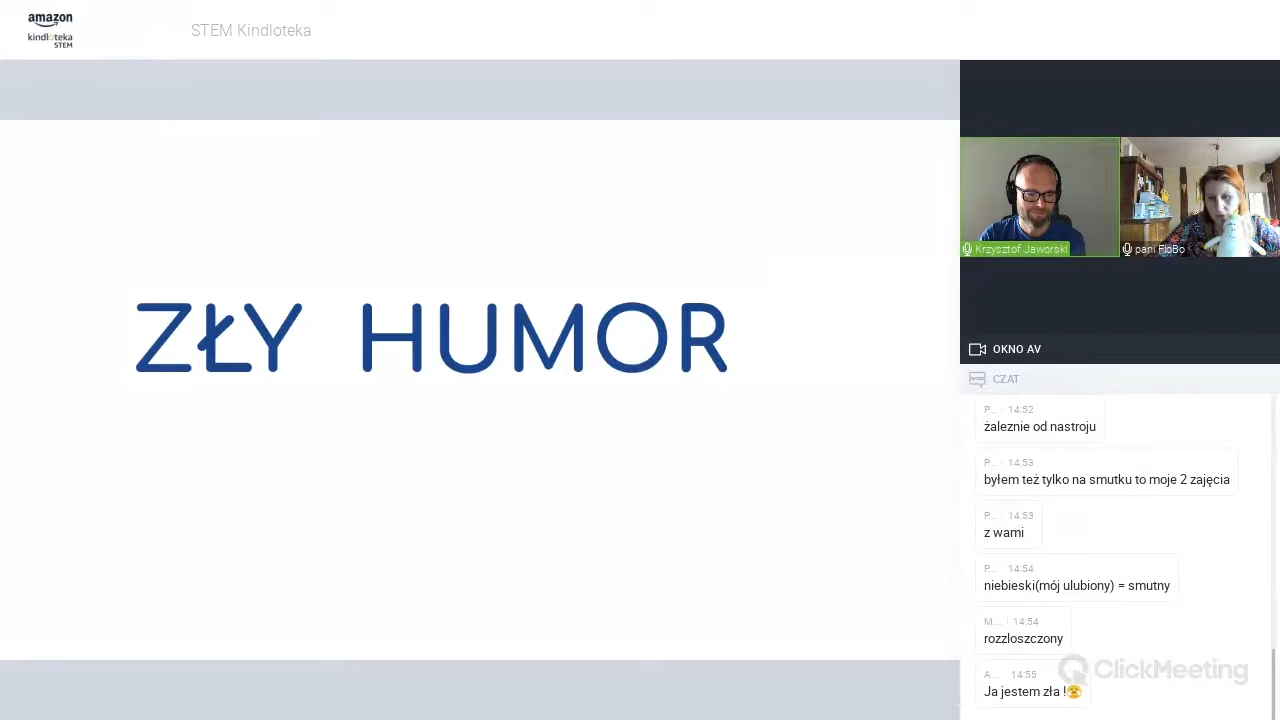 amazon
kindloteka
STEM
STEM Kindloteka
ZŁY HUMOR
Krzysztof Jaworski
pani FloBo
OKNO AV
CZAT
P... 14:52
żaleznie od nastroju
P... 14:53
byłem też tylko na smutku to moje 2 zajęcia
P... 14:53
z wami
P... 14:54
niebieski(mój ulubiony) = smutny
M... 14:54
rozzloszczony
A... 14:55
Ja jestem zła !😤
ClickMeeting